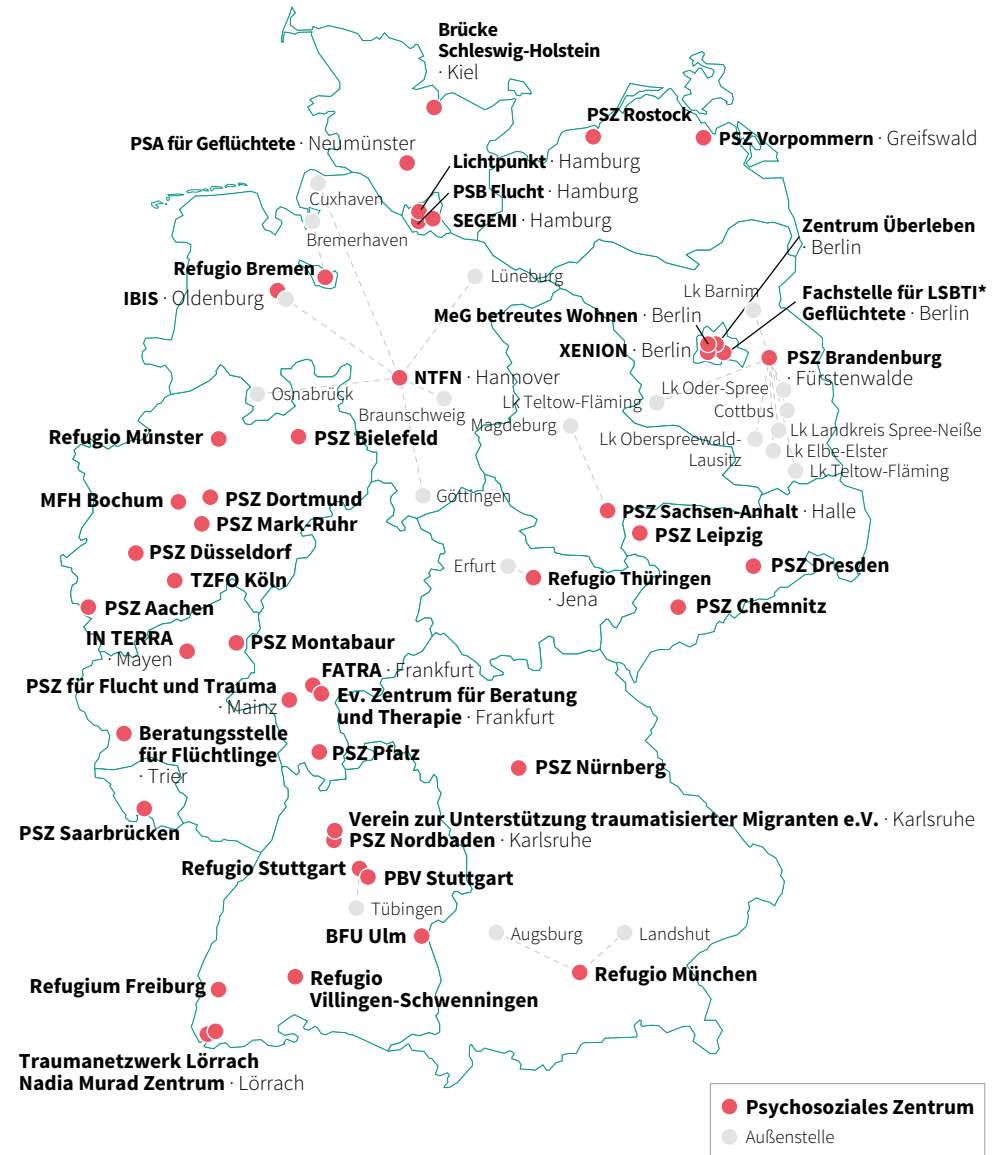 Brücke
Schleswig-Holstein
· Kiel
PSZ Rostock
PSZ Vorpommern · Greifswald
PSA für Geflüchtete · Neumünster
Lichtpunkt · Hamburg
PSB Flucht · Hamburg
SEGEMI · Hamburg
Cuxhaven
Bremerhaven
Zentrum Überleben
· Berlin
Refugio Bremen
IBIS · Oldenburg
Lüneburg
Lk Barnim
Fachstelle für LSBTI*
Geflüchtete · Berlin
MeG betreutes Wohnen · Berlin
XENION · Berlin
PSZ Brandenburg
· Fürstenwalde
NTFN · Hannover
Osnabrück
Braunschweig
Lk Oder-Spree
Lk Teltow-Fläming
Cottbus
Magdeburg
Lk Landkreis Spree-Neiße
Lk Oberspreewald-
Lausitz
Lk Elbe-Elster
Lk Teltow-Fläming
Refugio Münster
PSZ Bielefeld
MFH Bochum
PSZ Dortmund
Göttingen
PSZ Mark-Ruhr
PSZ Sachsen-Anhalt · Halle
PSZ Leipzig
PSZ Düsseldorf
Erfurt
PSZ Dresden
TZFO Köln
Refugio Thüringen
· Jena
PSZ Aachen
PSZ Chemnitz
IN TERRA
· Mayen
PSZ Montabaur
FATRA · Frankfurt
PSZ für Flucht und Trauma
· Mainz
Ev. Zentrum für Beratung
und Therapie · Frankfurt
Beratungsstelle
für Flüchtlinge
· Trier
PSZ Pfalz
PSZ Nürnberg
PSZ Saarbrücken
Verein zur Unterstützung traumatisierter Migranten e.V. · Karlsruhe
PSZ Nordbaden · Karlsruhe
Refugio Stuttgart
PBV Stuttgart
Tübingen
BFU Ulm
Augsburg
Landshut
Refugio München
Refugium Freiburg
Refugio
Villingen-Schwenningen
Traumanetzwerk Lörrach
Nadia Murad Zentrum · Lörrach
Psychosoziales Zentrum
Außenstelle